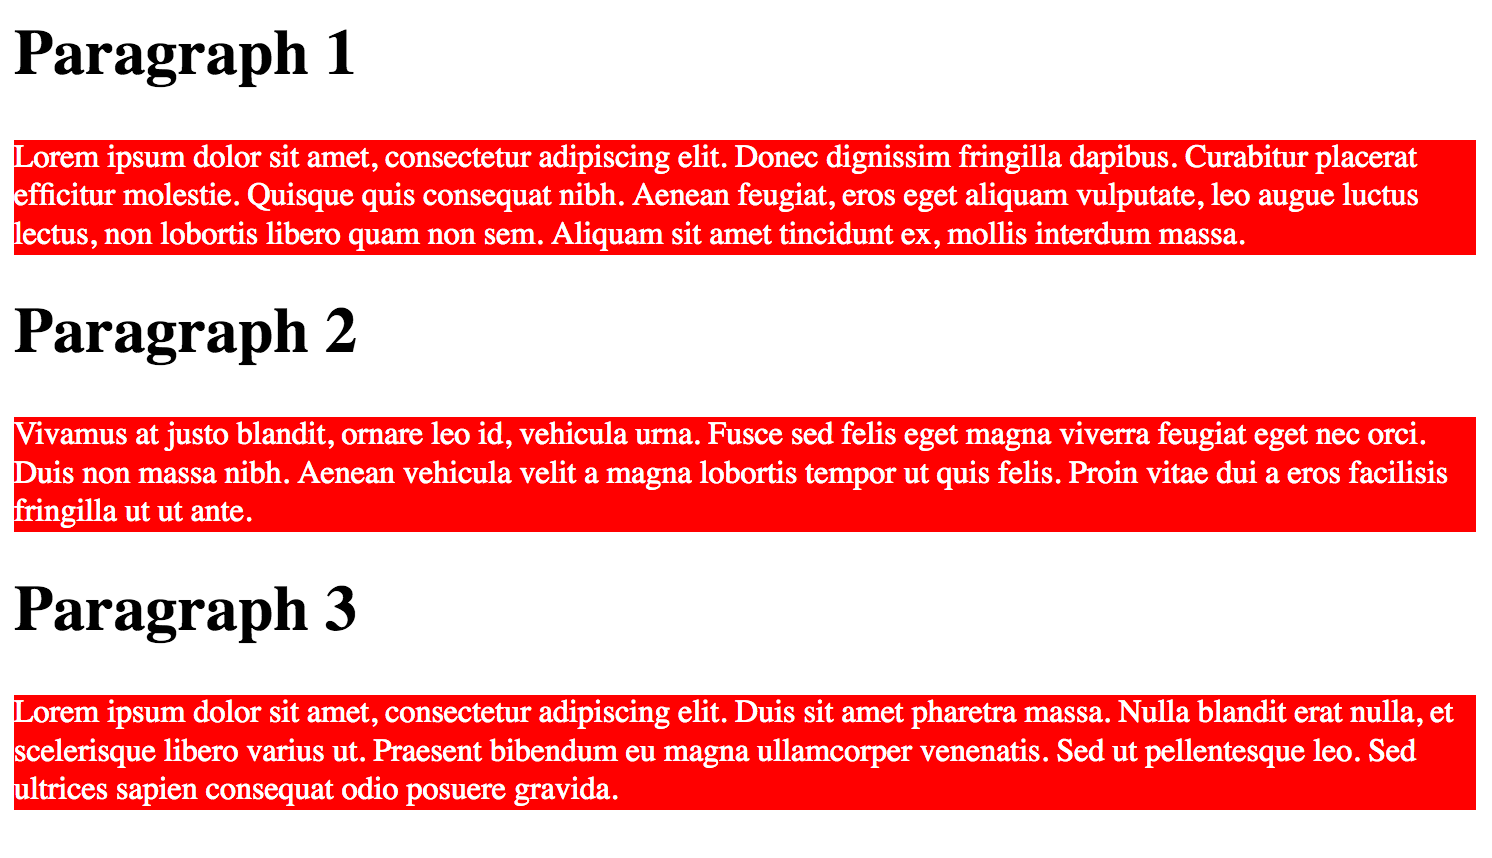 Paragraph 1
Lorem ipsum dolor sit amet, consectetur adipiscing elit. Donec dignissim fringilla dapibus. Curabitur placerat
efficitur molestie. Quisque quis consequat nibh. Aenean feugiat, eros eget aliquam vulputate, leo augue luctus
lectus, non lobortis libero quam non sem. Aliquam sit amet tincidunt ex, mollis interdum massa.
Paragraph 2
Vivamus at justo blandit, ornare leo id, vehicula urna. Fusce sed felis eget magna viverra feugiat eget nec orci.
Duis non massa nibh. Aenean vehicula velit a magna lobortis tempor ut quis felis. Proin vitae dui a eros facilisis
fringilla ut ut ante.
Paragraph 3
Lorem ipsum dolor sit amet, consectetur adipiscing elit. Duis sit amet pharetra massa. Nulla blandit erat nulla, et
scelerisque libero varius ut. Praesent bibendum eu magna ullamcorper venenatis. Sed ut pellentesque leo. Sed
ultrices sapien consequat odio posuere gravida.